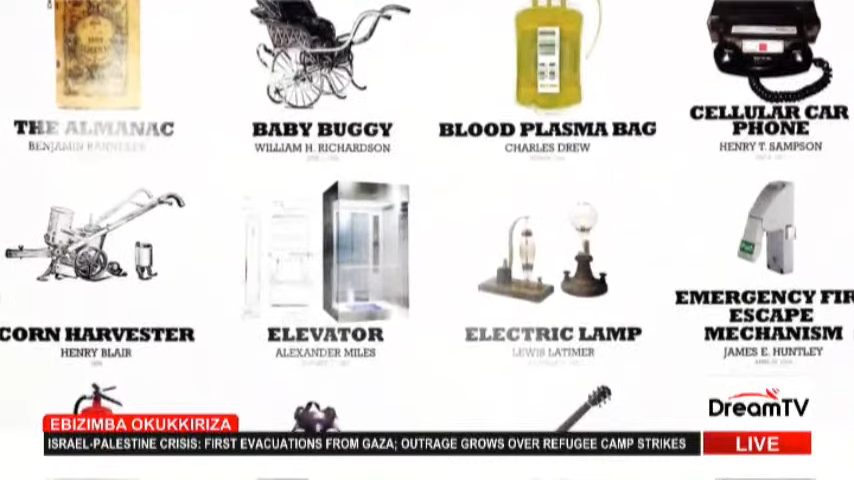 THE ALMANAC
BENJAMIN BANNEKER
BABY BUGGY
WILLIAM H. RICHARDSON
BLOOD PLASMA BAG
CHARLES DREW
CELLULAR CAR
PHONE
HENRY T. SAMPSON
CORN HARVESTER
HENRY BLAIR
ELEVATOR
ALEXANDER MILES
ELECTRIC LAMP
LEWIS LATIMER
EMERGENCY FIR
ESCAPE
MECHANISM
JAMES E. HUNTLEY
DreamTV
EBIZIMBA OKUKKIRIZA
ISRAEL-PALESTINE CRISIS: FIRST EVACUATIONS FROM GAZA; OUTRAGE GROWS OVER REFUGEE CAMP STRIKES
LIVE